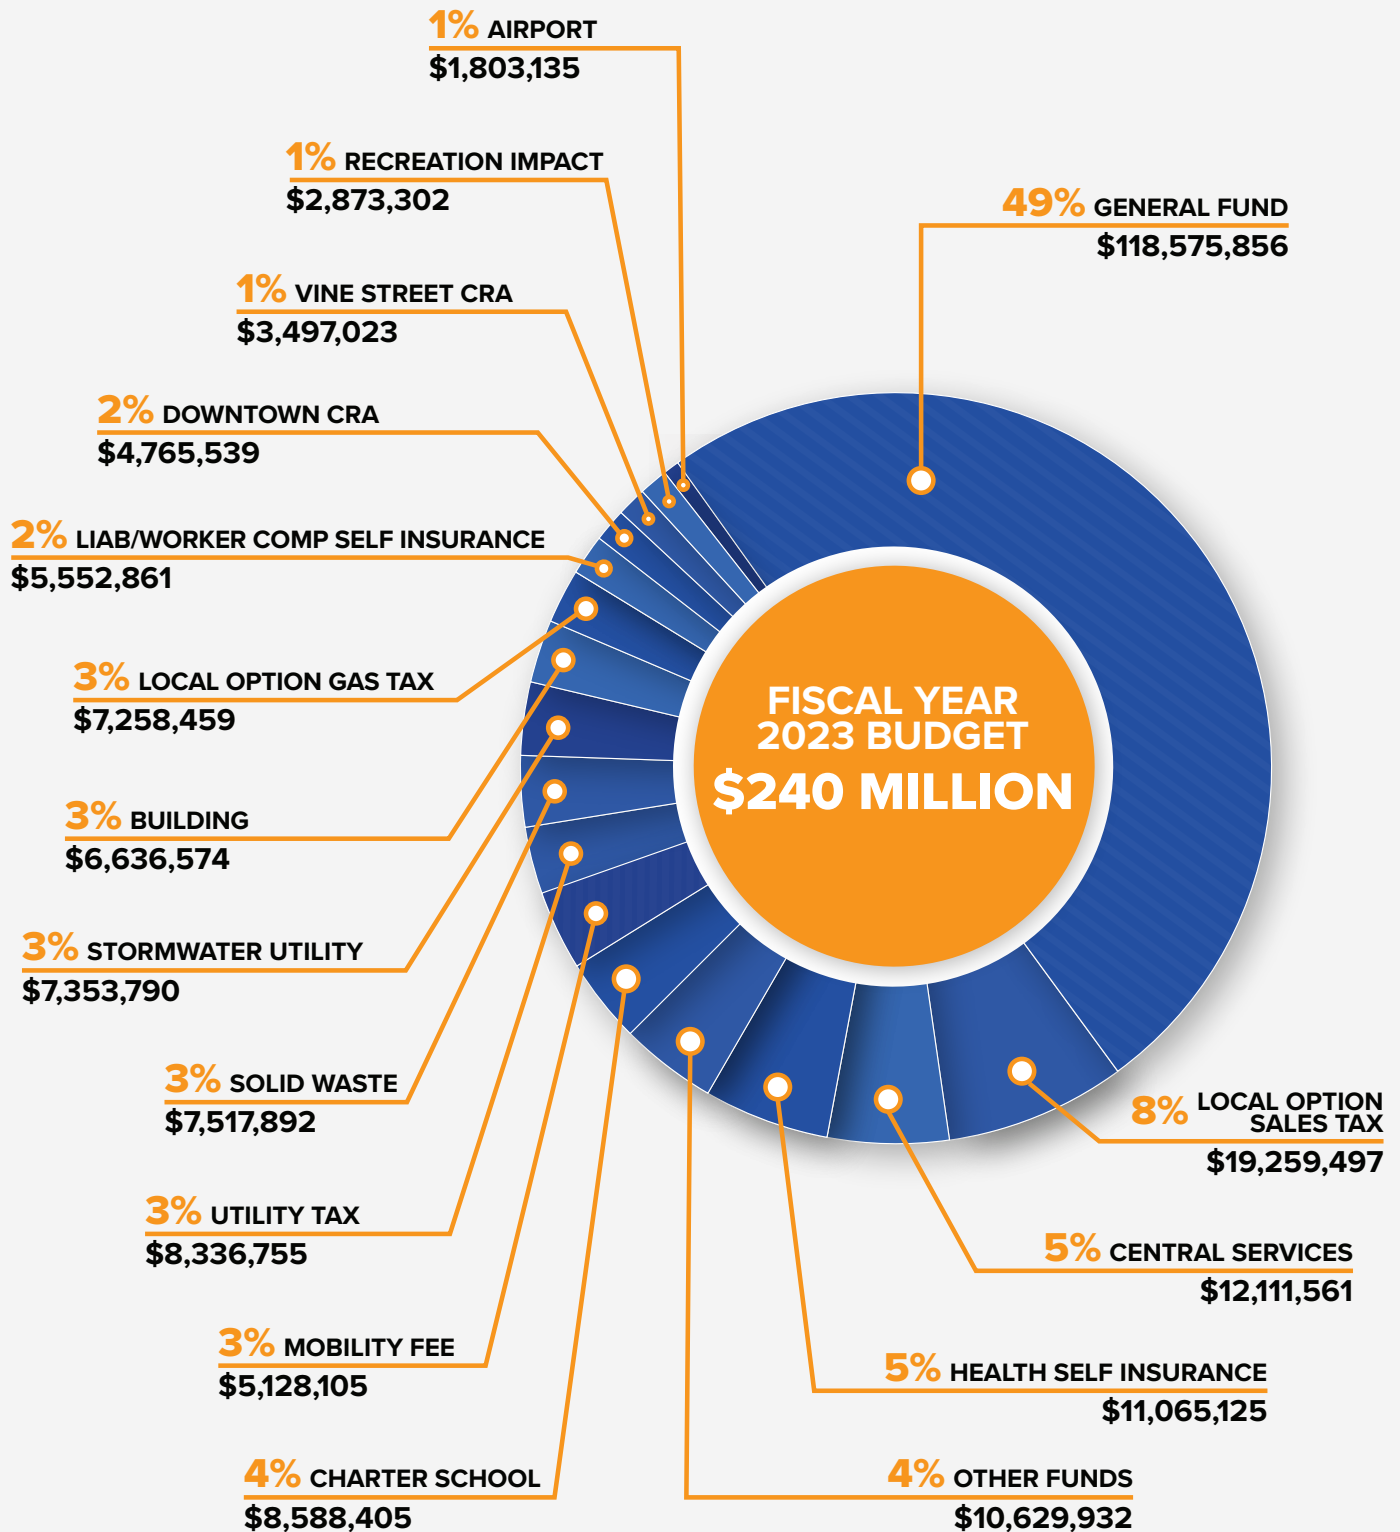 1% AIRPORT
$1,803,135
1% RECREATION IMPACT
$2,873,302
49% GENERAL FUND
$118,575,856
1% VINE STREET CRA
$3,497,023
2% DOWNTOWN CRA
$4,765,539
2% LIAB/WORKER COMP SELF INSURANCE
$5,552,861
3% LOCAL OPTION GAS TAX
$7,258,459
FISCAL YEAR
2023 BUDGET
$240 MILLION
3% BUILDING
$6,636,574
3% STORMWATER UTILITY
$7,353,790
3% SOLID WASTE
$7,517,892
8% LOCAL OPTION
SALES TAX
$19,259,497
3% UTILITY TAX
$8,336,755
5% CENTRAL SERVICES
$12,111,561
3% MOBILITY FEE
$5,128,105
5% HEALTH SELF INSURANCE
$11,065,125
4% CHARTER SCHOOL
$8,588,405
4% OTHER FUNDS
$10,629,932